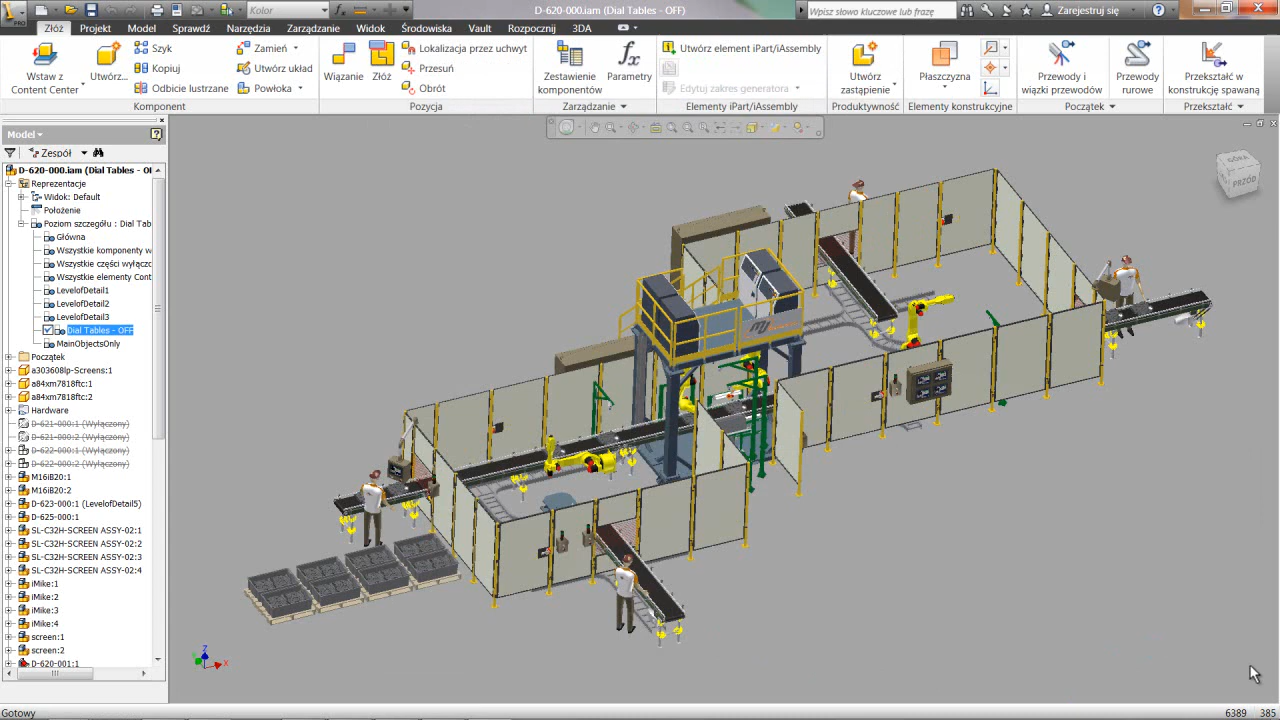 PRO
Kolor
D-620-000.iam (Dial Tables - OFF)
Wpisz słowo kluczowe lub frazę
Zarejestruj się
Złóż Projekt Model Sprawdź Narzędzia Zarządzanie Widok Środowiska Vault Rozpocznij 3DA
Wstaw z
Content Center
Utwórz...
Szyk
Kopiuj
Odbicie lustrzane
Zamień
Utwórz układ
Powłoka
Komponent
Wiązanie
Złóż
Lokalizacja przez uchwyt
Przesuń
Obrót
Pozycja
Zestawienie
komponentów
Parametry
Zarządzanie
Utwórz element iPart/iAssembly
Edytuj zakres generatora
Elementy iPart/iAssembly
Utwórz
zastąpienie
Produktywność
Płaszczyzna
Elementy konstrukcyjne
Przewody i
wiązki przewodów
Przewody
rurowe
Początek
Przekształć w
konstrukcję spawaną
Przekształć
Model
Zespół
D-620-000.iam (Dial Tables - OF
Reprezentacje
Widok: Default
Położenie
Poziom szczegółu : Dial Tab
Główna
Wszystkie komponenty w
Wszystkie części wyłącz
Wszystkie elementy Cont
LevelofDetail1
LevelofDetail2
LevelofDetail3
Dial Tables - OFF
MainObjectsOnly
Początek
a303608lp-Screens:1
a84xm7818ftc:1
a84xm7818ftc:2
Hardware
D-621-000:1 (Wyłączony)
D-621-000:2 (Wyłączony)
D-622-000:1 (Wyłączony)
D-622-000:2 (Wyłączony)
M16iB20:1
M16iB20:2
D-623-000:1 (LevelofDetail5)
D-625-000:1
SL-C32H-SCREEN ASSY-02:1
SL-C32H-SCREEN ASSY-02:2
SL-C32H-SCREEN ASSY-02:3
SL-C32H-SCREEN ASSY-02:4
iMike:1
iMike:2
iMike:3
iMike:4
screen:1
screen:2
D-620-001:1
GÓRA
PRZÓD
Z
Y
X
Gotowy
6389 385